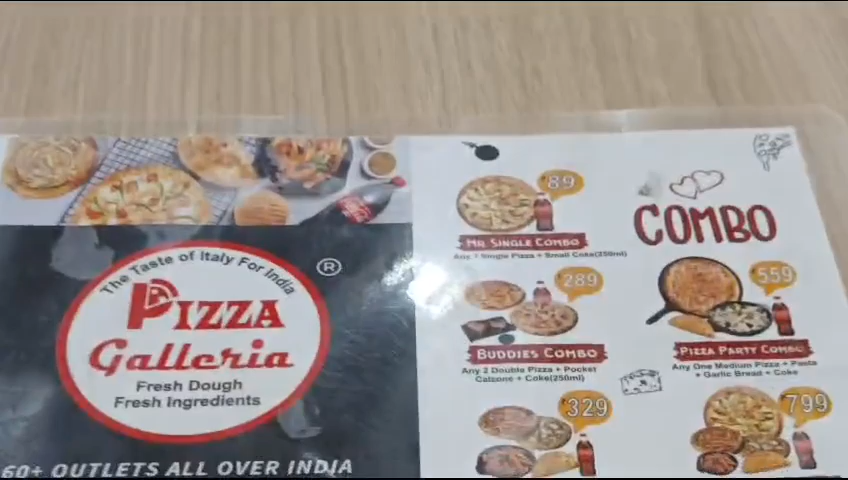 The Taste of Italy For India
®
PIZZA
Galleria
Fresh Dough
Fresh Ingredients
60+ OUTLETS ALL OVER INDIA
COMBO
₹89
MR. SINGLE COMBO
Any 1 Single Pizza + Small Coke(250ml)
₹289
BUDDIES COMBO
Any 2 Double Pizza + Pocket
Calzone + Coke(250ml)
₹559
PIZZA PARTY COMBO
Any One Medium Pizza + Pasta
+ Garlic Bread + Coke
₹329
₹799